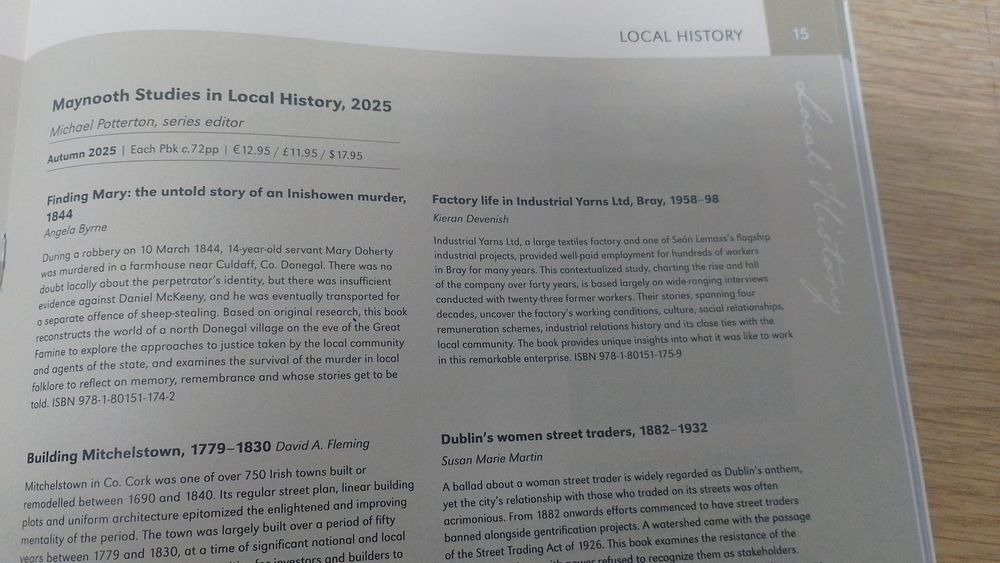 LOCAL HISTORY 15
Local History
Maynooth Studies in Local History, 2025
Michael Potterton, series editor
Autumn 2025 | Each Pbk c.72pp | €12.95 / £11.95 / $17.95
Finding Mary: the untold story of an Inishowen murder,
1844
Angela Byrne
During a robbery on 10 March 1844, 14-year-old servant Mary Doherty
was murdered in a farmhouse near Culdaff, Co. Donegal. There was no
doubt locally about the perpetrator's identity, but there was insufficient
evidence against Daniel McKeeny, and he was eventually transported for
a separate offence of sheep-stealing. Based on original research, this book
reconstructs the world of a north Donegal village on the eve of the Great
Famine to explore the approaches to justice taken by the local community
and agents of the state, and examines the survival of the murder in local
folklore to reflect on memory, remembrance and whose stories get to be
told. ISBN 978-1-80151-174-2
Building Mitchelstown, 1779–1830 David A. Fleming
Mitchelstown in Co. Cork was one of over 750 Irish towns built or
remodelled between 1690 and 1840. Its regular street plan, linear building
plots and uniform architecture epitomized the enlightened and improving
mentality of the period. The town was largely built over a period of fifty
years between 1779 and 1830, at a time of significant national and local
for investors and builders to
Factory life in Industrial Yarns Ltd, Bray, 1958–98
Kieran Devenish
Industrial Yarns Ltd, a large textiles factory and one of Seán Lemass's flagship
industrial projects, provided well-paid employment for hundreds of workers
in Bray for many years. This contextualized study, charting the rise and fall
of the company over forty years, is based largely on wide-ranging interviews
conducted with twenty-three former workers. Their stories, spanning four
decades, uncover the factory's working conditions, culture, social relationships,
remuneration schemes, industrial relations history and its close ties with the
local community. The book provides unique insights into what it was like to work
in this remarkable enterprise. ISBN 978-1-80151-175-9
Dublin's women street traders, 1882–1932
Susan Marie Martin
A ballad about a woman street trader is widely regarded as Dublin's anthem,
yet the city's relationship with those who traded on its streets was often
acrimonious. From 1882 onwards efforts commenced to have street traders
banned alongside gentrification projects. A watershed came with the passage
of the Street Trading Act of 1926. This book examines the resistance of the
with power refused to recognize them as stakeholders.